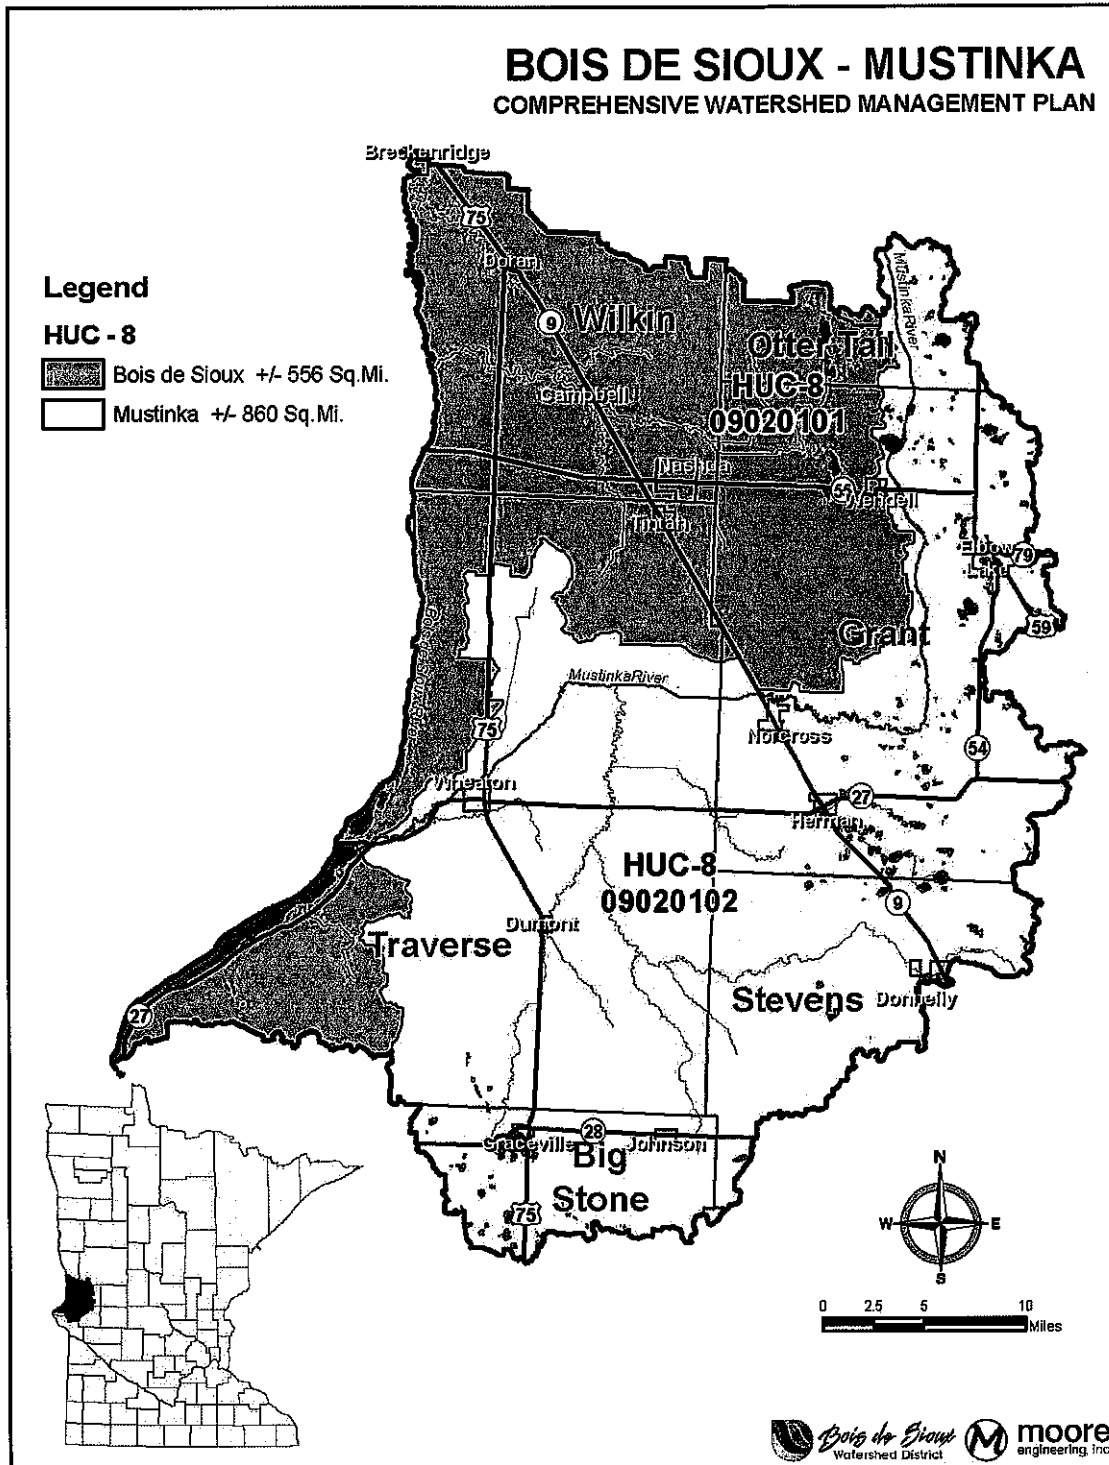 BOIS DE SIOUX - MUSTINKA
COMPREHENSIVE WATERSHED MANAGEMENT PLAN
Breckenridge
75
Doran
Mustinka River
Legend
HUC - 8
Bois de Sioux +/- 556 Sq.Mi.
Mustinka +/- 860 Sq.Mi.
9
Wilkin
Otter Tail
HUC-8
09020101
Campbell
Nashua
55
Wendell
Tintah
Elbow
Lake
79
59
Grant
MustinkaRiver
75
Norcross
54
Wheaton
27
Herman
HUC-8
09020102
9
Dumont
Traverse
Stevens
Donnelly
27
Graceville
28
Johnson
Big
Stone
75
N
W
E
S
0 2.5 5 10
Miles
Bois de Sioux
Watershed District
M
moore
engineering, inc